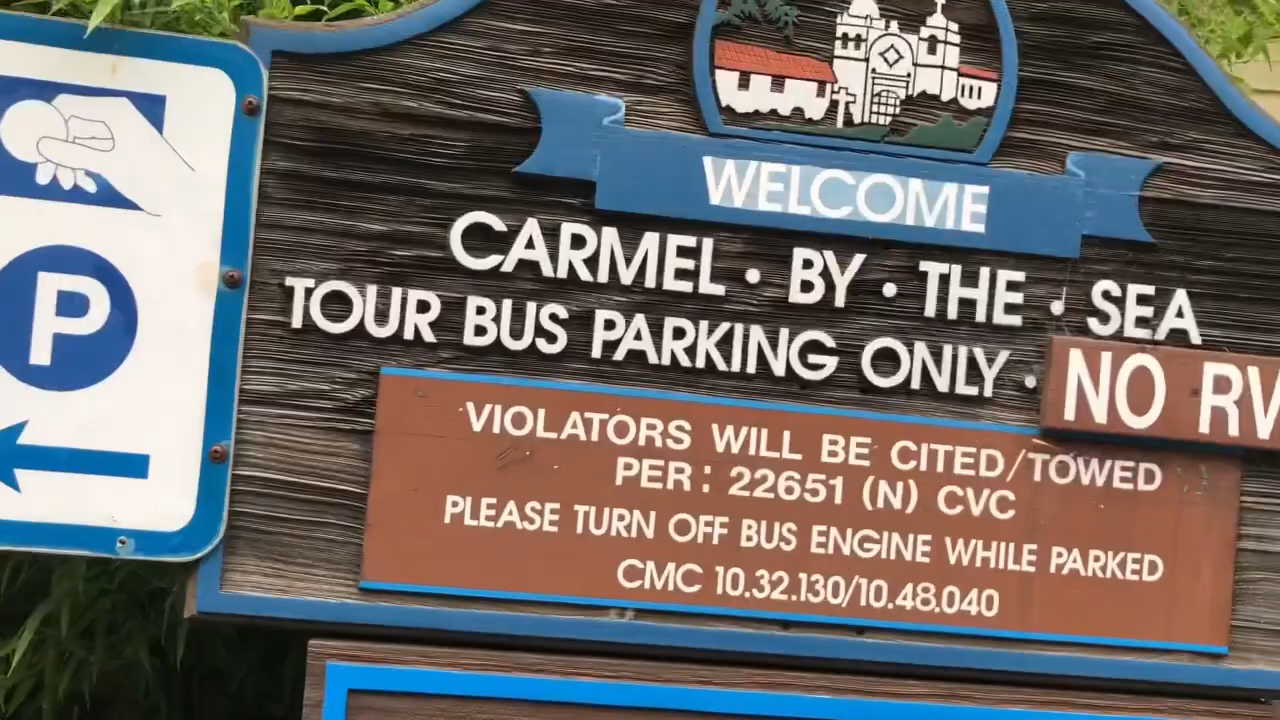 P
WELCOME
CARMEL • BY • THE • SEA
TOUR BUS PARKING ONLY • NO RV
VIOLATORS WILL BE CITED/TOWED
PER: 22651 (N) CVC
PLEASE TURN OFF BUS ENGINE WHILE PARKED
CMC 10.32.130/10.48.040